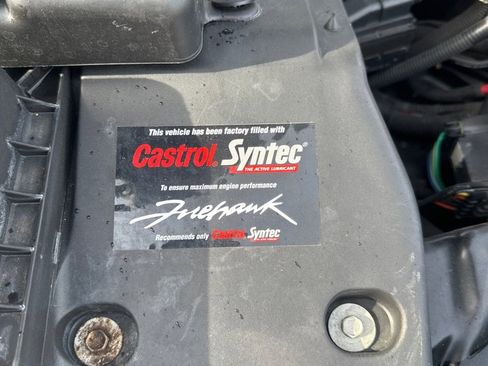 This vehicle has been factory filled with
Castrol Syntec®
THE ACTIVE LUBRICANT
To ensure maximum engine performance
Recommends only Castrol Syntec